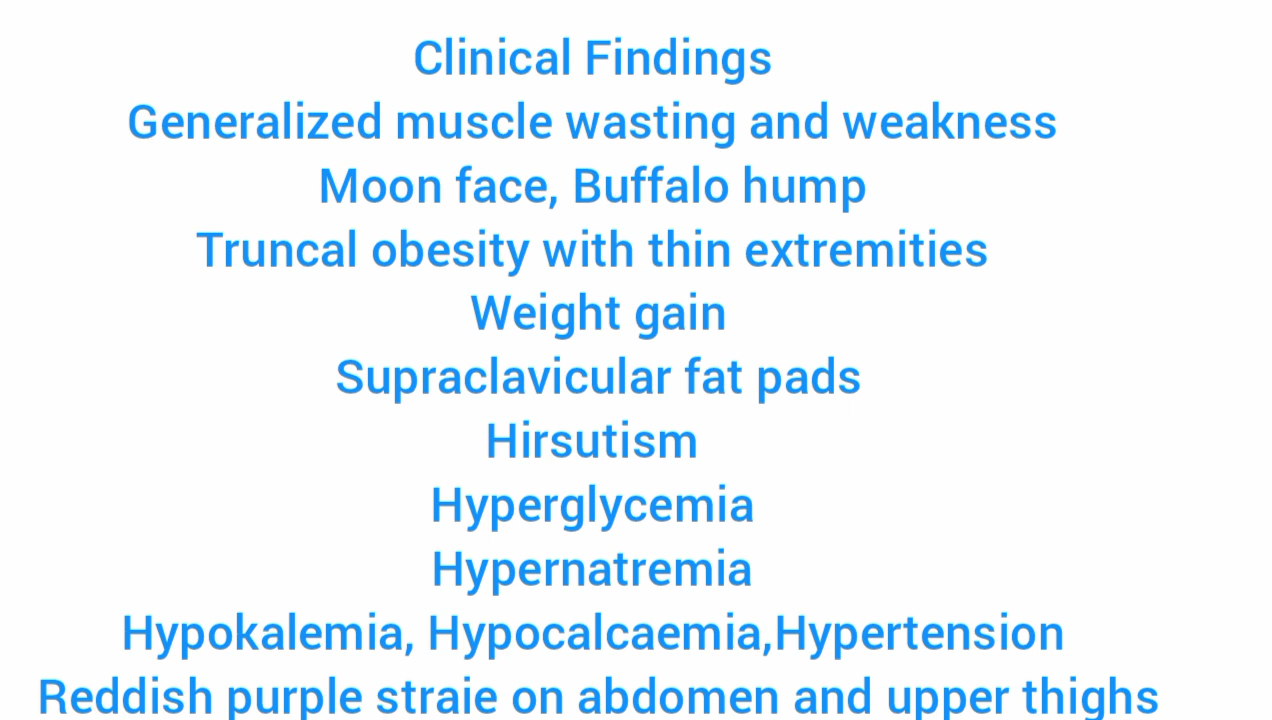 Clinical Findings
Generalized muscle wasting and weakness
Moon face, Buffalo hump
Truncal obesity with thin extremities
Weight gain
Supraclavicular fat pads
Hirsutism
Hyperglycemia
Hypernatremia
Hypokalemia, Hypocalcaemia,Hypertension
Reddish purple straie on abdomen and upper thighs